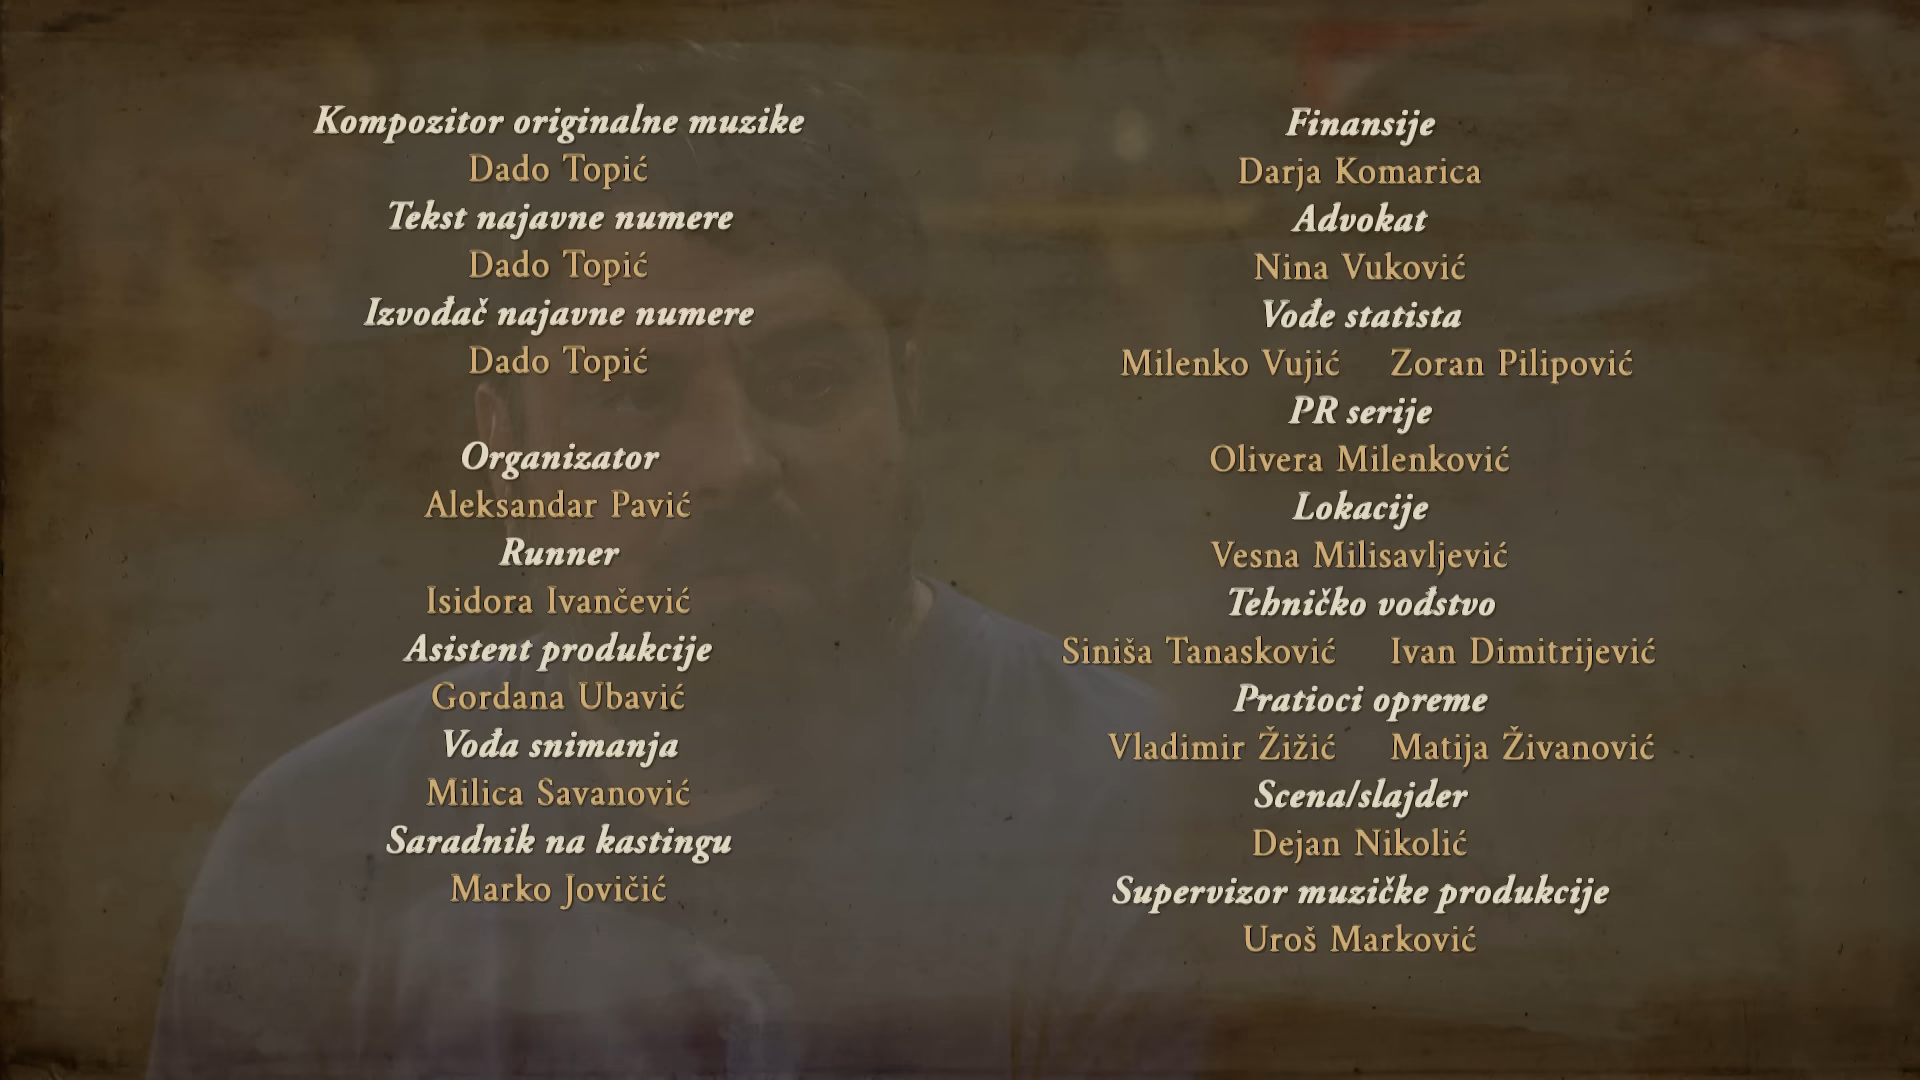 Kompozitor originalne muzike
Dado Topić
Tekst najavne numere
Dado Topić
Izvođač najavne numere
Dado Topić
Organizator
Aleksandar Pavić
Runner
Isidora Ivančević
Asistent produkcije
Gordana Ubavić
Vođa snimanja
Milica Savanović
Saradnik na kastingu
Marko Jovičić
Finansije
Darja Komarica
Advokat
Nina Vuković
Vođe statista
Milenko Vujić Zoran Pilipović
PR serije
Olivera Milenković
Lokacije
Vesna Milisavljević
Tehničko vođstvo
Siniša Tanasković Ivan Dimitrijević
Pratioci opreme
Vladimir Žižić Matija Živanović
Scena/slajder
Dejan Nikolić
Supervizor muzičke produkcije
Uroš Marković